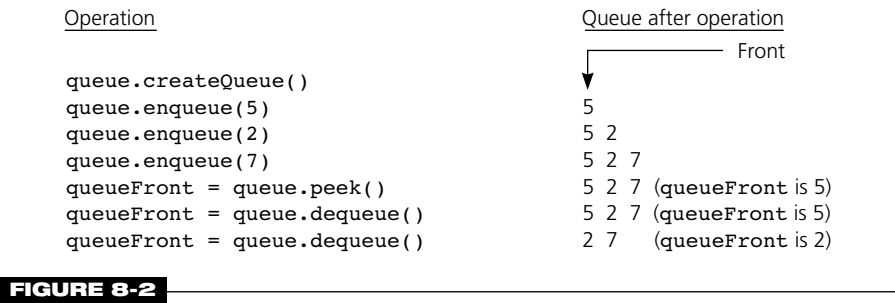 Operation Queue after operation
Front
queue.createQueue()
queue.enqueue(5) 5
queue.enqueue(2) 5 2
queue.enqueue(7) 5 2 7
queueFront = queue.peek() 5 2 7 (queueFront is 5)
queueFront = queue.dequeue() 5 2 7 (queueFront is 5)
queueFront = queue.dequeue() 2 7 (queueFront is 2)
FIGURE 8-2